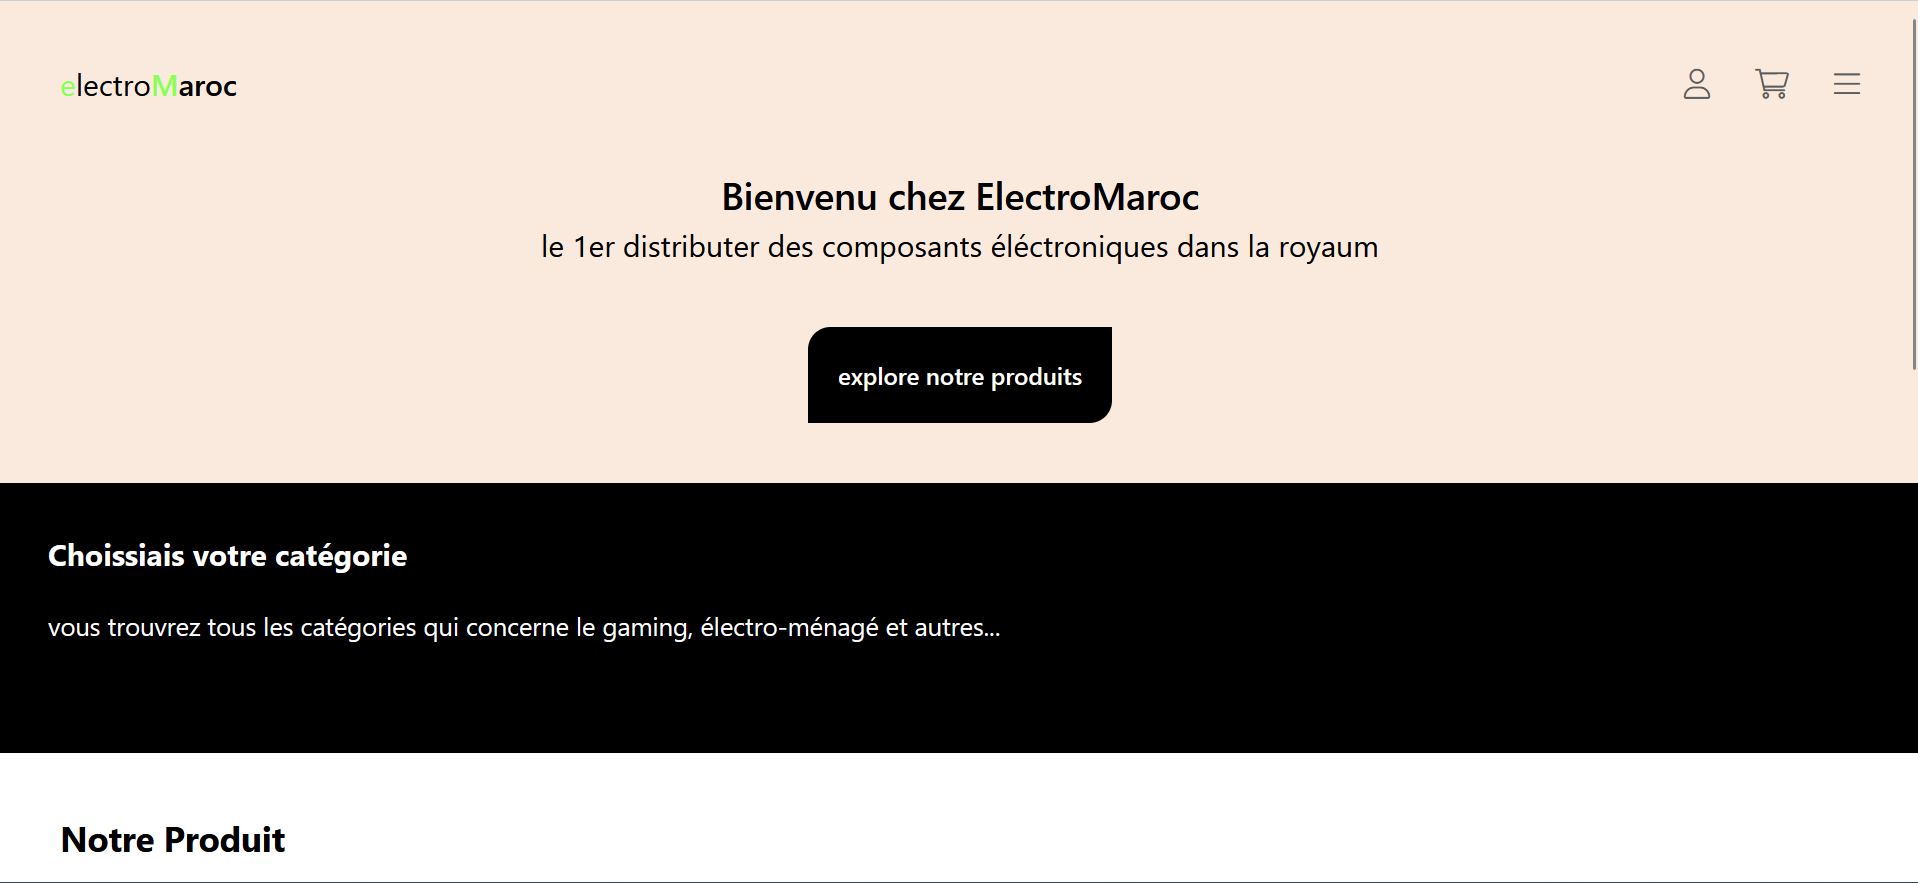 electroMaroc
Bienvenu chez ElectroMaroc
le 1er distributer des composants éléctroniques dans la royaum
explore notre produits
Choissiais votre catégorie
vous trouvrez tous les catégories qui concerne le gaming, électro-ménagé et autres...
Notre Produit